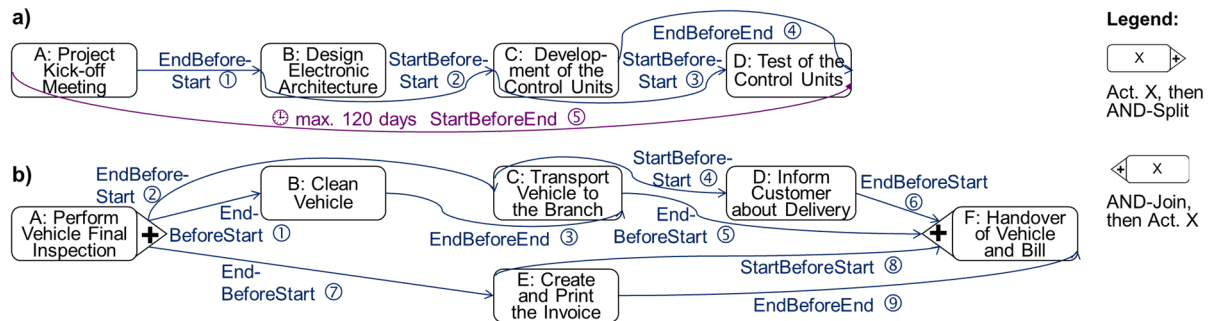 a)
A: Project
Kick-off
Meeting
EndBefore-
Start ①
B: Design
Electronic
Architecture
StartBefore-
Start ②
C: Develop-
ment of the
Control Units
EndBeforeEnd ④
StartBefore-
Start ③
D: Test of the
Control Units
max. 120 days StartBeforeEnd ⑤
b)
A: Perform
Vehicle Final
Inspection
EndBefore-
Start ②
End-
BeforeStart ①
B: Clean
Vehicle
EndBeforeEnd ③
C: Transport
Vehicle to
the Branch
StartBefore-
Start ④
End-
BeforeStart ⑤
D: Inform
Customer
about Delivery
EndBeforeStart
⑥
End-
BeforeStart ⑦
E: Create
and Print
the Invoice
StartBeforeStart ⑧
EndBeforeEnd ⑨
F: Handover
of Vehicle
and Bill
Legend:
X
Act. X, then
AND-Split
X
AND-Join,
then Act. X